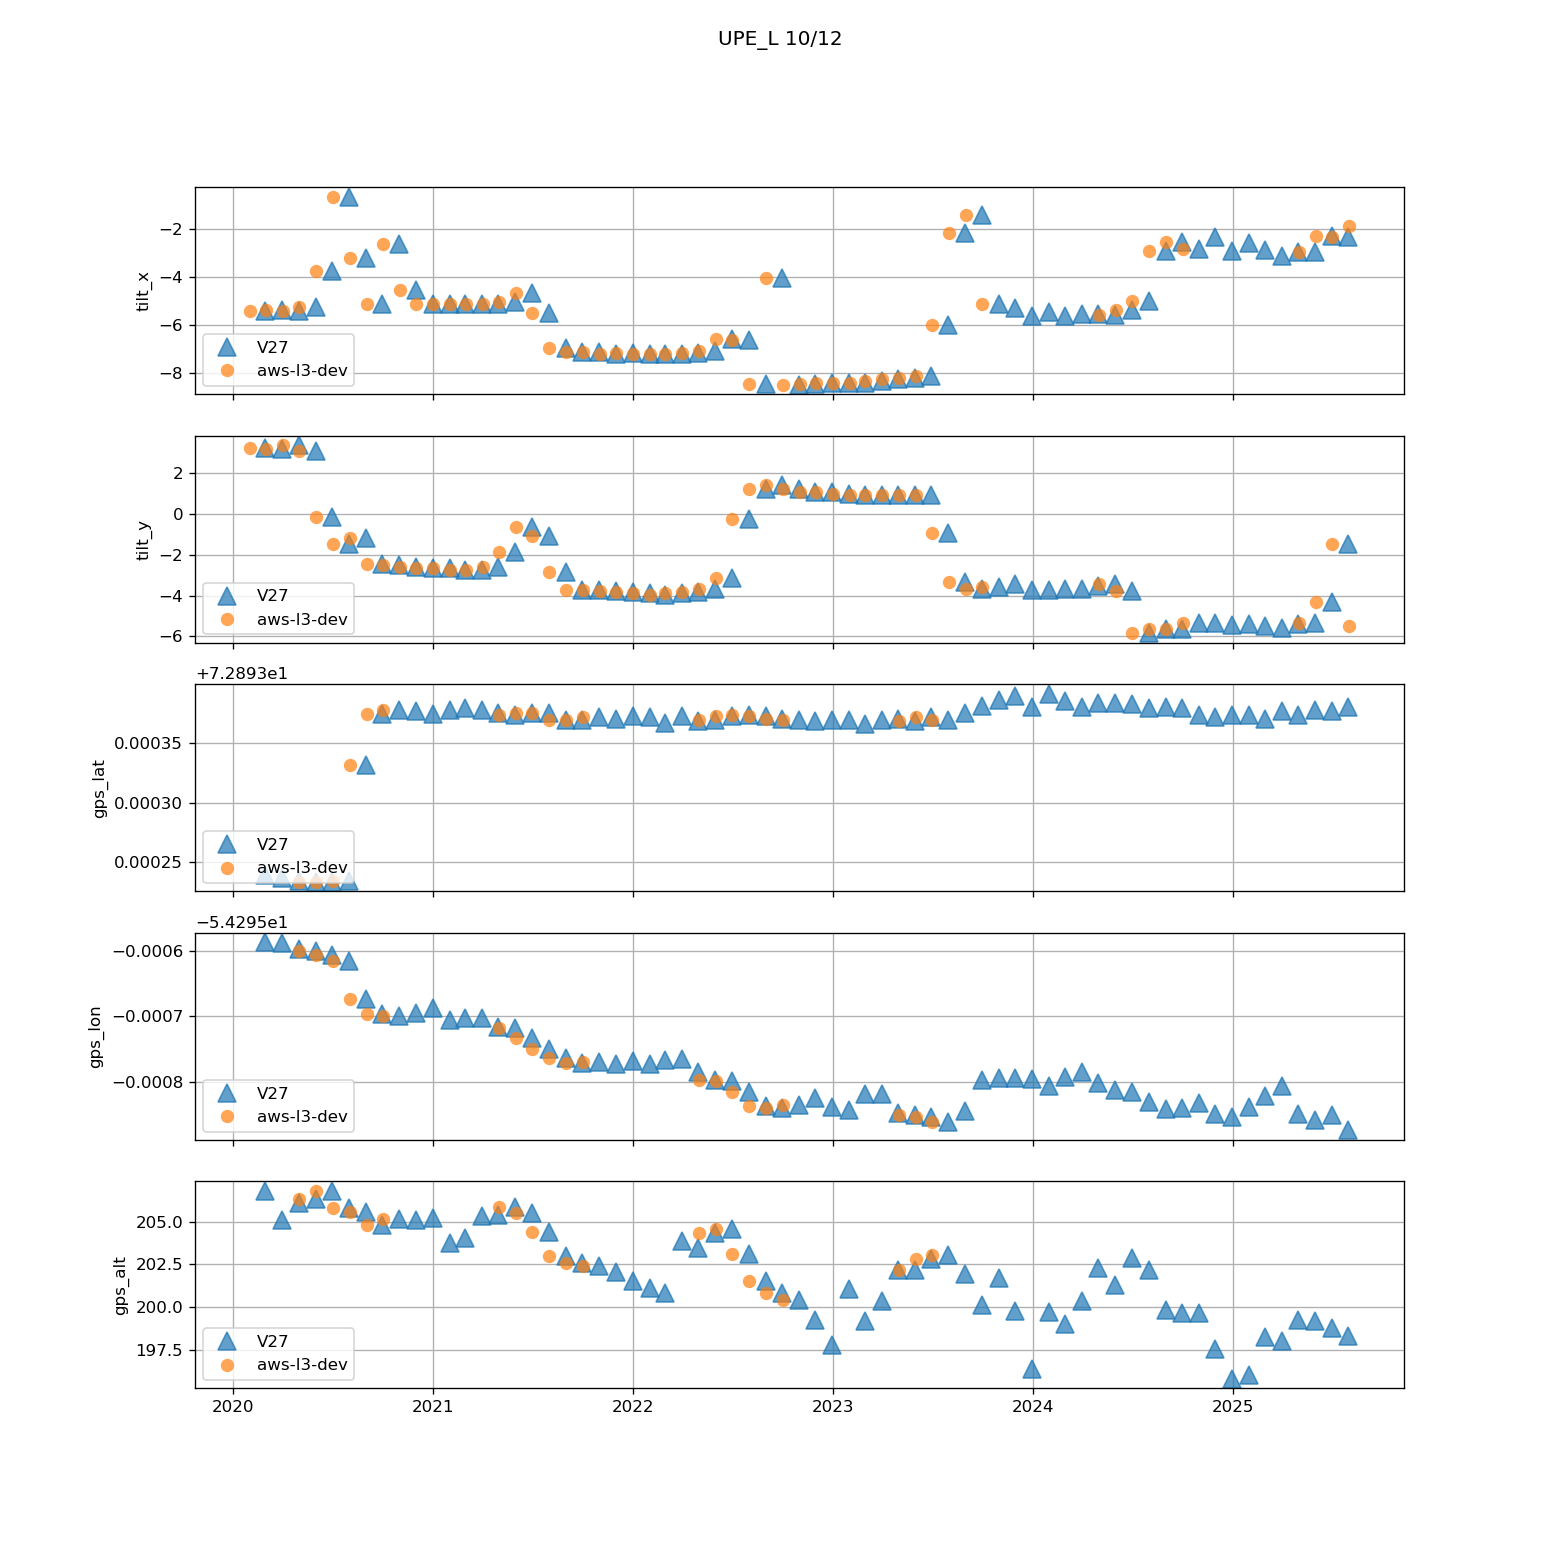 UPE_L 10/12
−2
−4
−6
−8
tilt_x
V27
aws-l3-dev
2
0
−2
−4
−6
tilt_y
V27
aws-l3-dev
+7.2893e1
0.00035
0.00030
0.00025
gps_lat
V27
aws-l3-dev
−5.4295e1
−0.0006
−0.0007
−0.0008
gps_lon
V27
aws-l3-dev
205.0
202.5
200.0
197.5
gps_alt
V27
aws-l3-dev
2020 2021 2022 2023 2024 2025